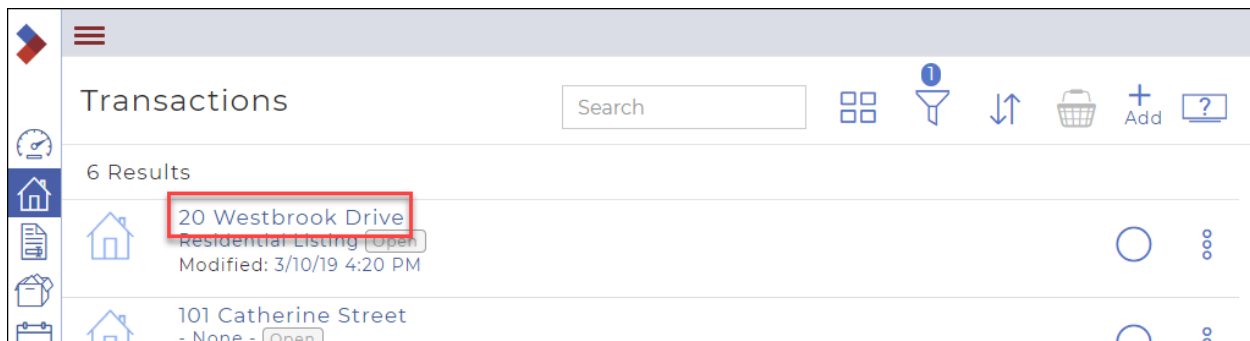 1
Transactions
Search
Add
?
6 Results
20 Westbrook Drive
Residential Listing Open
Modified: 3/10/19 4:20 PM
101 Catherine Street
- None - Open